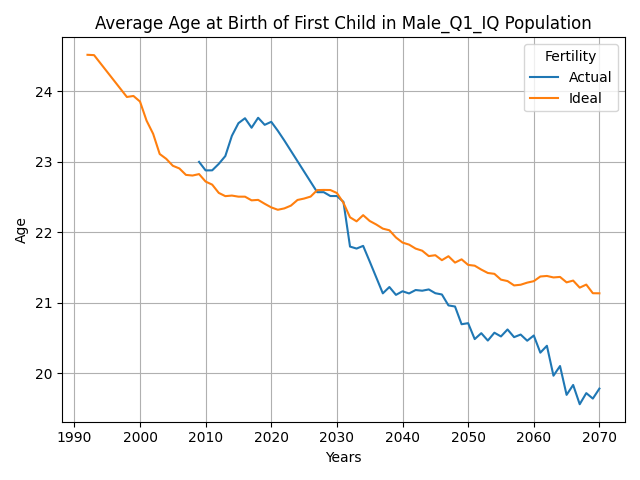 Average Age at Birth of First Child in Male_Q1_IQ Population
Fertility
Actual
Ideal
24
23
22
21
20
Age
1990 2000 2010 2020 2030 2040 2050 2060 2070
Years